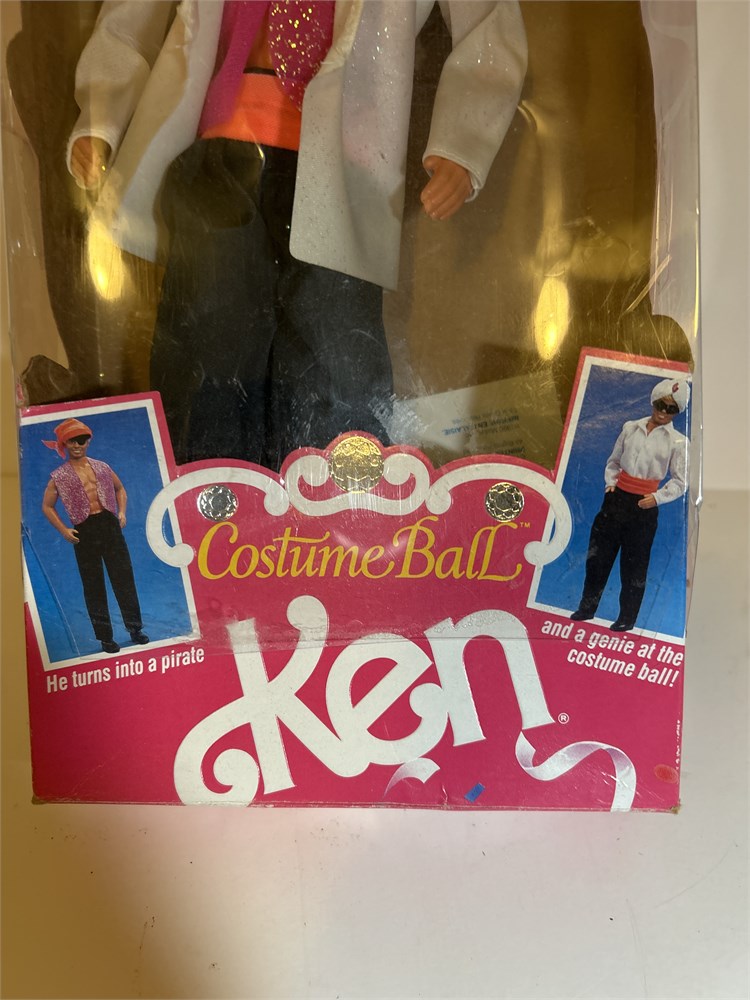 Costume Ball™
Ken®
He turns into a pirate
and a genie at the
costume ball!